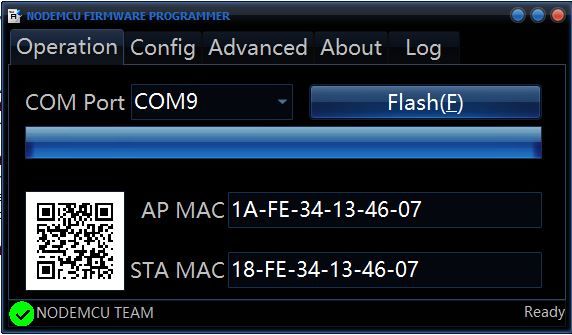 NODEMCU FIRMWARE PROGRAMMER
Operation Config Advanced About Log
COM Port COM9 Flash(F)
AP MAC 1A-FE-34-13-46-07
STA MAC 18-FE-34-13-46-07
NODEMCU TEAM Ready